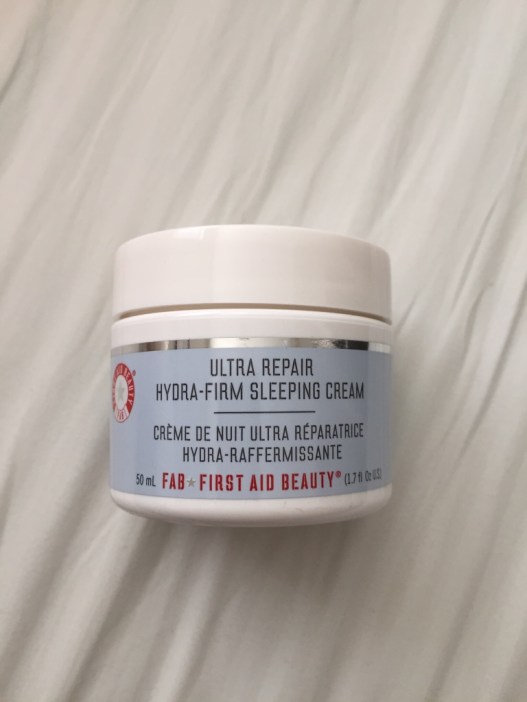 ULTRA REPAIR
HYDRA-FIRM SLEEPING CREAM
CRÈME DE NUIT ULTRA RÉPARATRICE
HYDRA-RAFFERMISSANTE
50 mL FAB★FIRST AID BEAUTY® (1.7 fl. Oz U.S.)